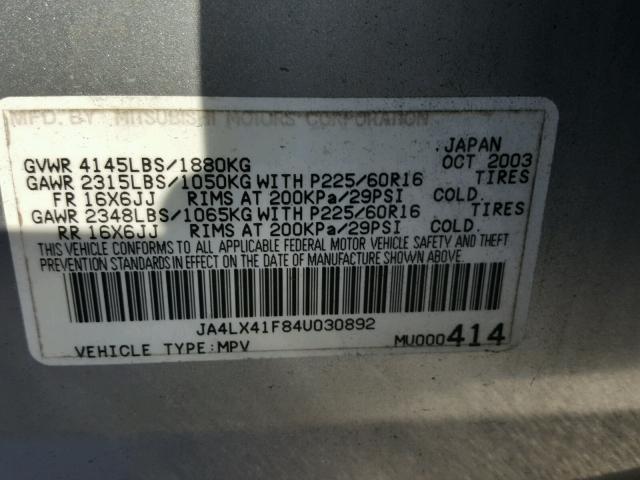 MFD. BY MITSUBISHI MOTORS CORPORATION
JAPAN
GVWR 4145LBS/1880KG OCT 2003
GAWR 2315LBS/1050KG WITH P225/60R16 TIRES
FR 16X6JJ RIMS AT 200KPa/29PSI COLD.
GAWR 2348LBS/1065KG WITH P225/60R16 TIRES
RR 16X6JJ RIMS AT 200KPa/29PSI COLD.
THIS VEHICLE CONFORMS TO ALL APPLICABLE FEDERAL MOTOR VEHICLE SAFETY AND THEFT
PREVENTION STANDARDS IN EFFECT ON THE DATE OF MANUFACTURE SHOWN ABOVE.
JA4LX41F84U030892
VEHICLE TYPE:MPV MU000414